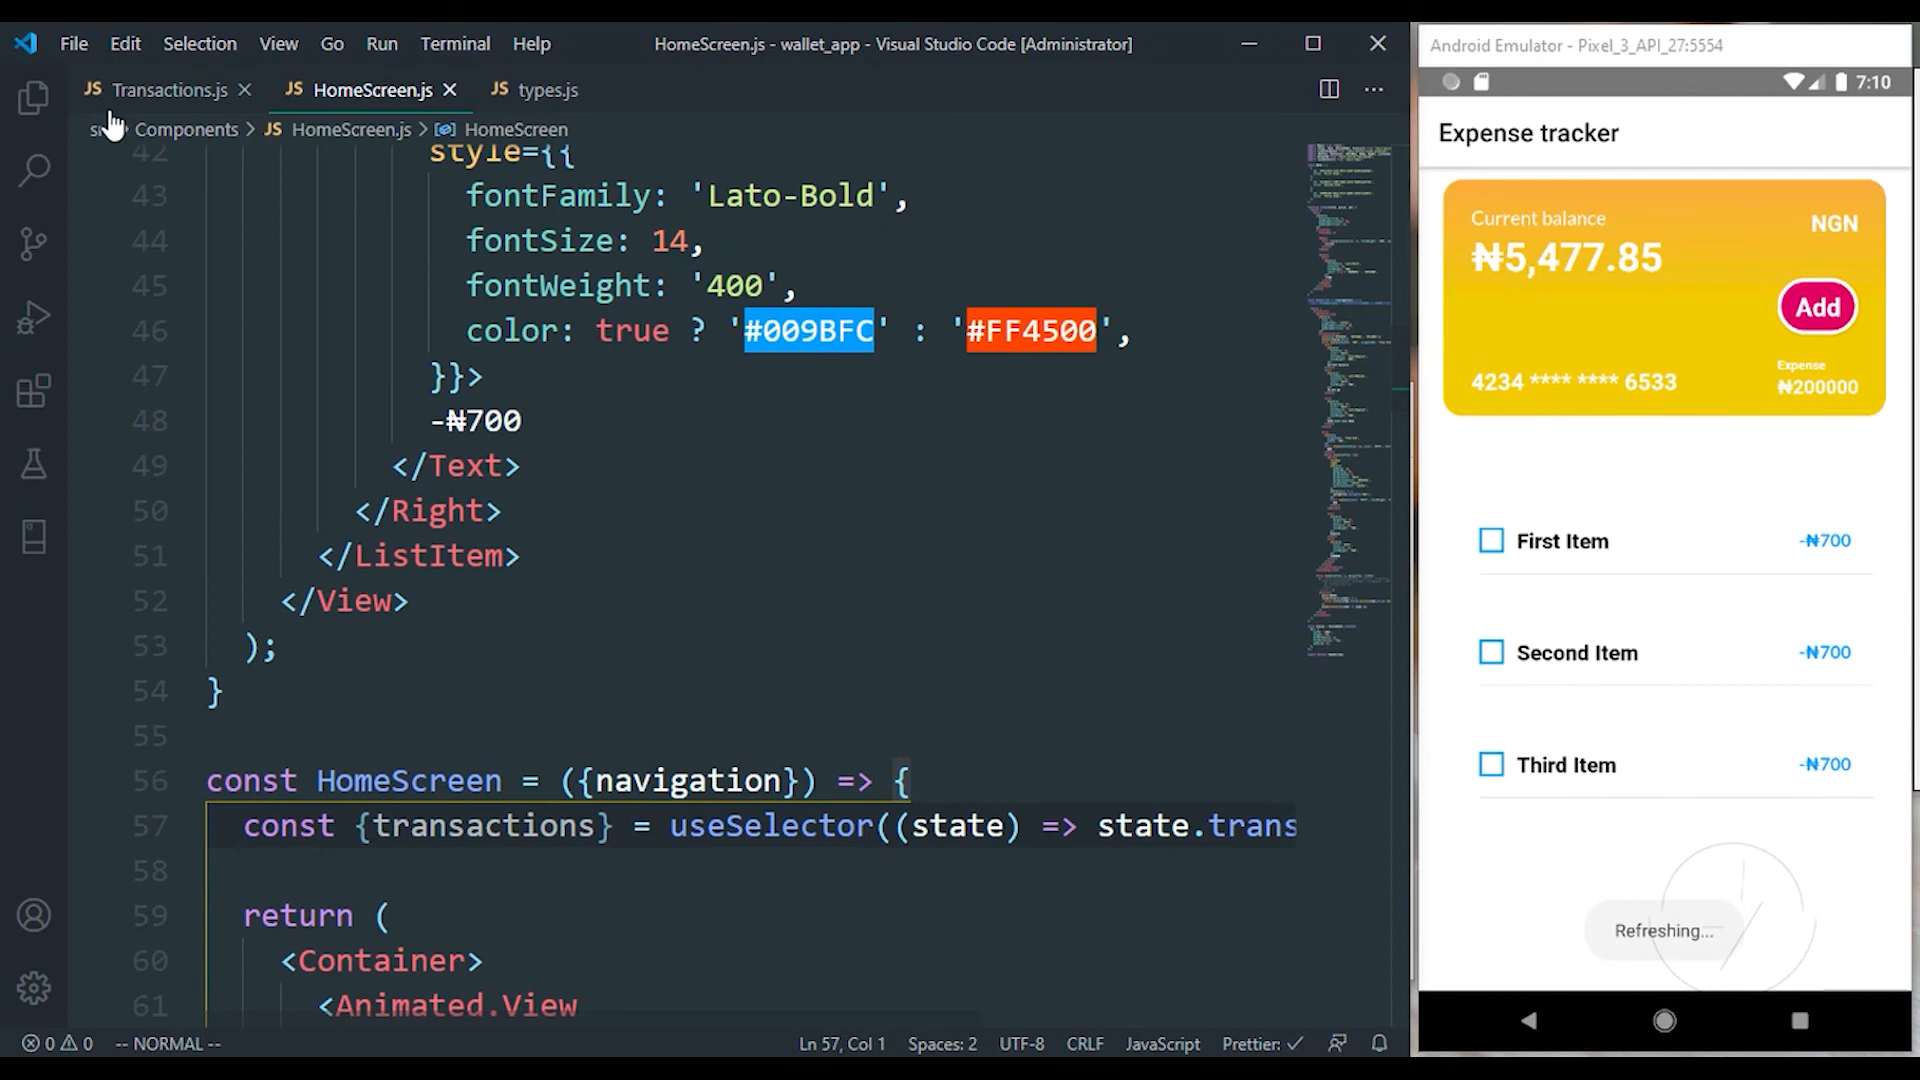 File Edit Selection View Go Run Terminal Help
HomeScreen.js - wallet_app - Visual Studio Code [Administrator]
JS Transactions.js
JS HomeScreen.js
JS types.js
Components > JS HomeScreen.js > HomeScreen
42 style={{
43 fontFamily: 'Lato-Bold',
44 fontSize: 14,
45 fontWeight: '400',
46 color: true ? '#009BFC' : '#FF4500',
47 }}>
48 -₦700
49 </Text>
50 </Right>
51 </ListItem>
52 </View>
53 );
54 }
55
56 const HomeScreen = ({navigation}) => {
57 const {transactions} = useSelector((state) => state.trans
58
59 return (
60 <Container>
61 <Animated.View
0 0 -- NORMAL --
Ln 57, Col 1 Spaces: 2 UTF-8 CRLF JavaScript Prettier: ✓
Android Emulator - Pixel_3_API_27:5554
7:10
Expense tracker
Current balance
NGN
₦5,477.85
Add
Expense
4234 **** **** 6533
₦200000
First Item -₦700
Second Item -₦700
Third Item -₦700
Refreshing...